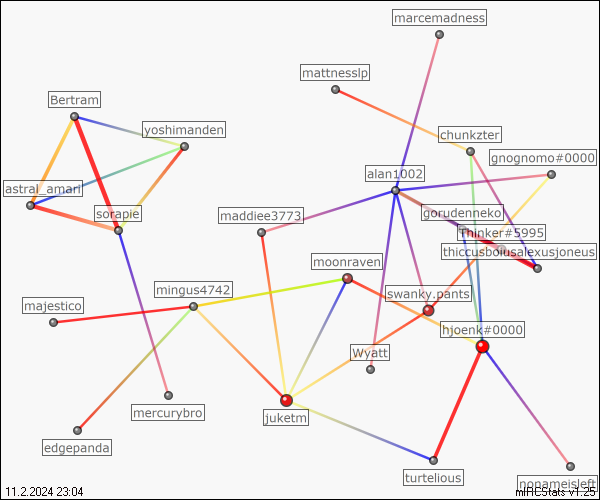 marcemadness
mattnesslp
Bertram
yoshimanden
chunkzter
gnognomo#0000
alan1002
astral_amari
sorapie
maddiee3773
gorudenneko
Thinker#5995
thiccusbollusalexusjoneus
moonraven
mingus4742
swanky.pants
majestico
hjoenk#0000
Wyatt
mercurybro
juketm
edgepanda
turtelious
nonameisleft
11.2.2024 23:04
mIRCStats v1.25